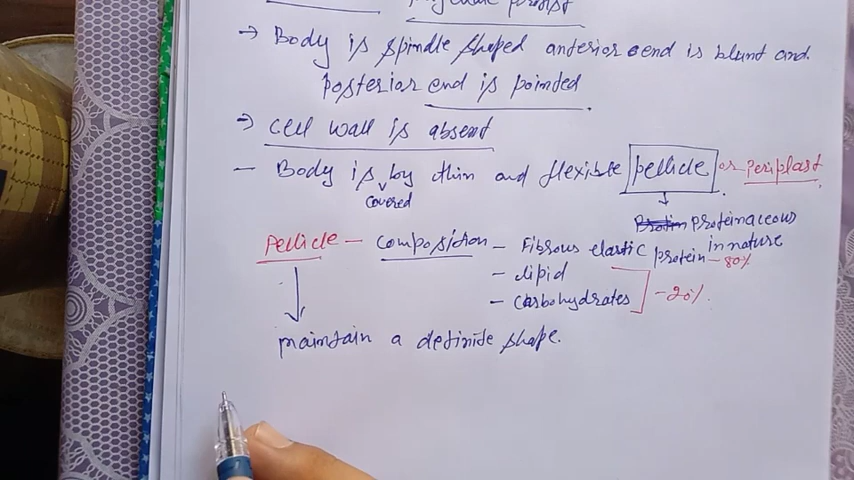 → Body is spindle shaped anterior end is blunt and
posterior end is pointed.
→ Cell wall is absent
— Body is by thin and flexible pellicle or periplast.
covered
↓
proteinaceous
in nature
Pellicle — Composition — Fibrous elastic protein — 80%
— lipid
— Carbohydrates — 20%.
maintain a definite shape.